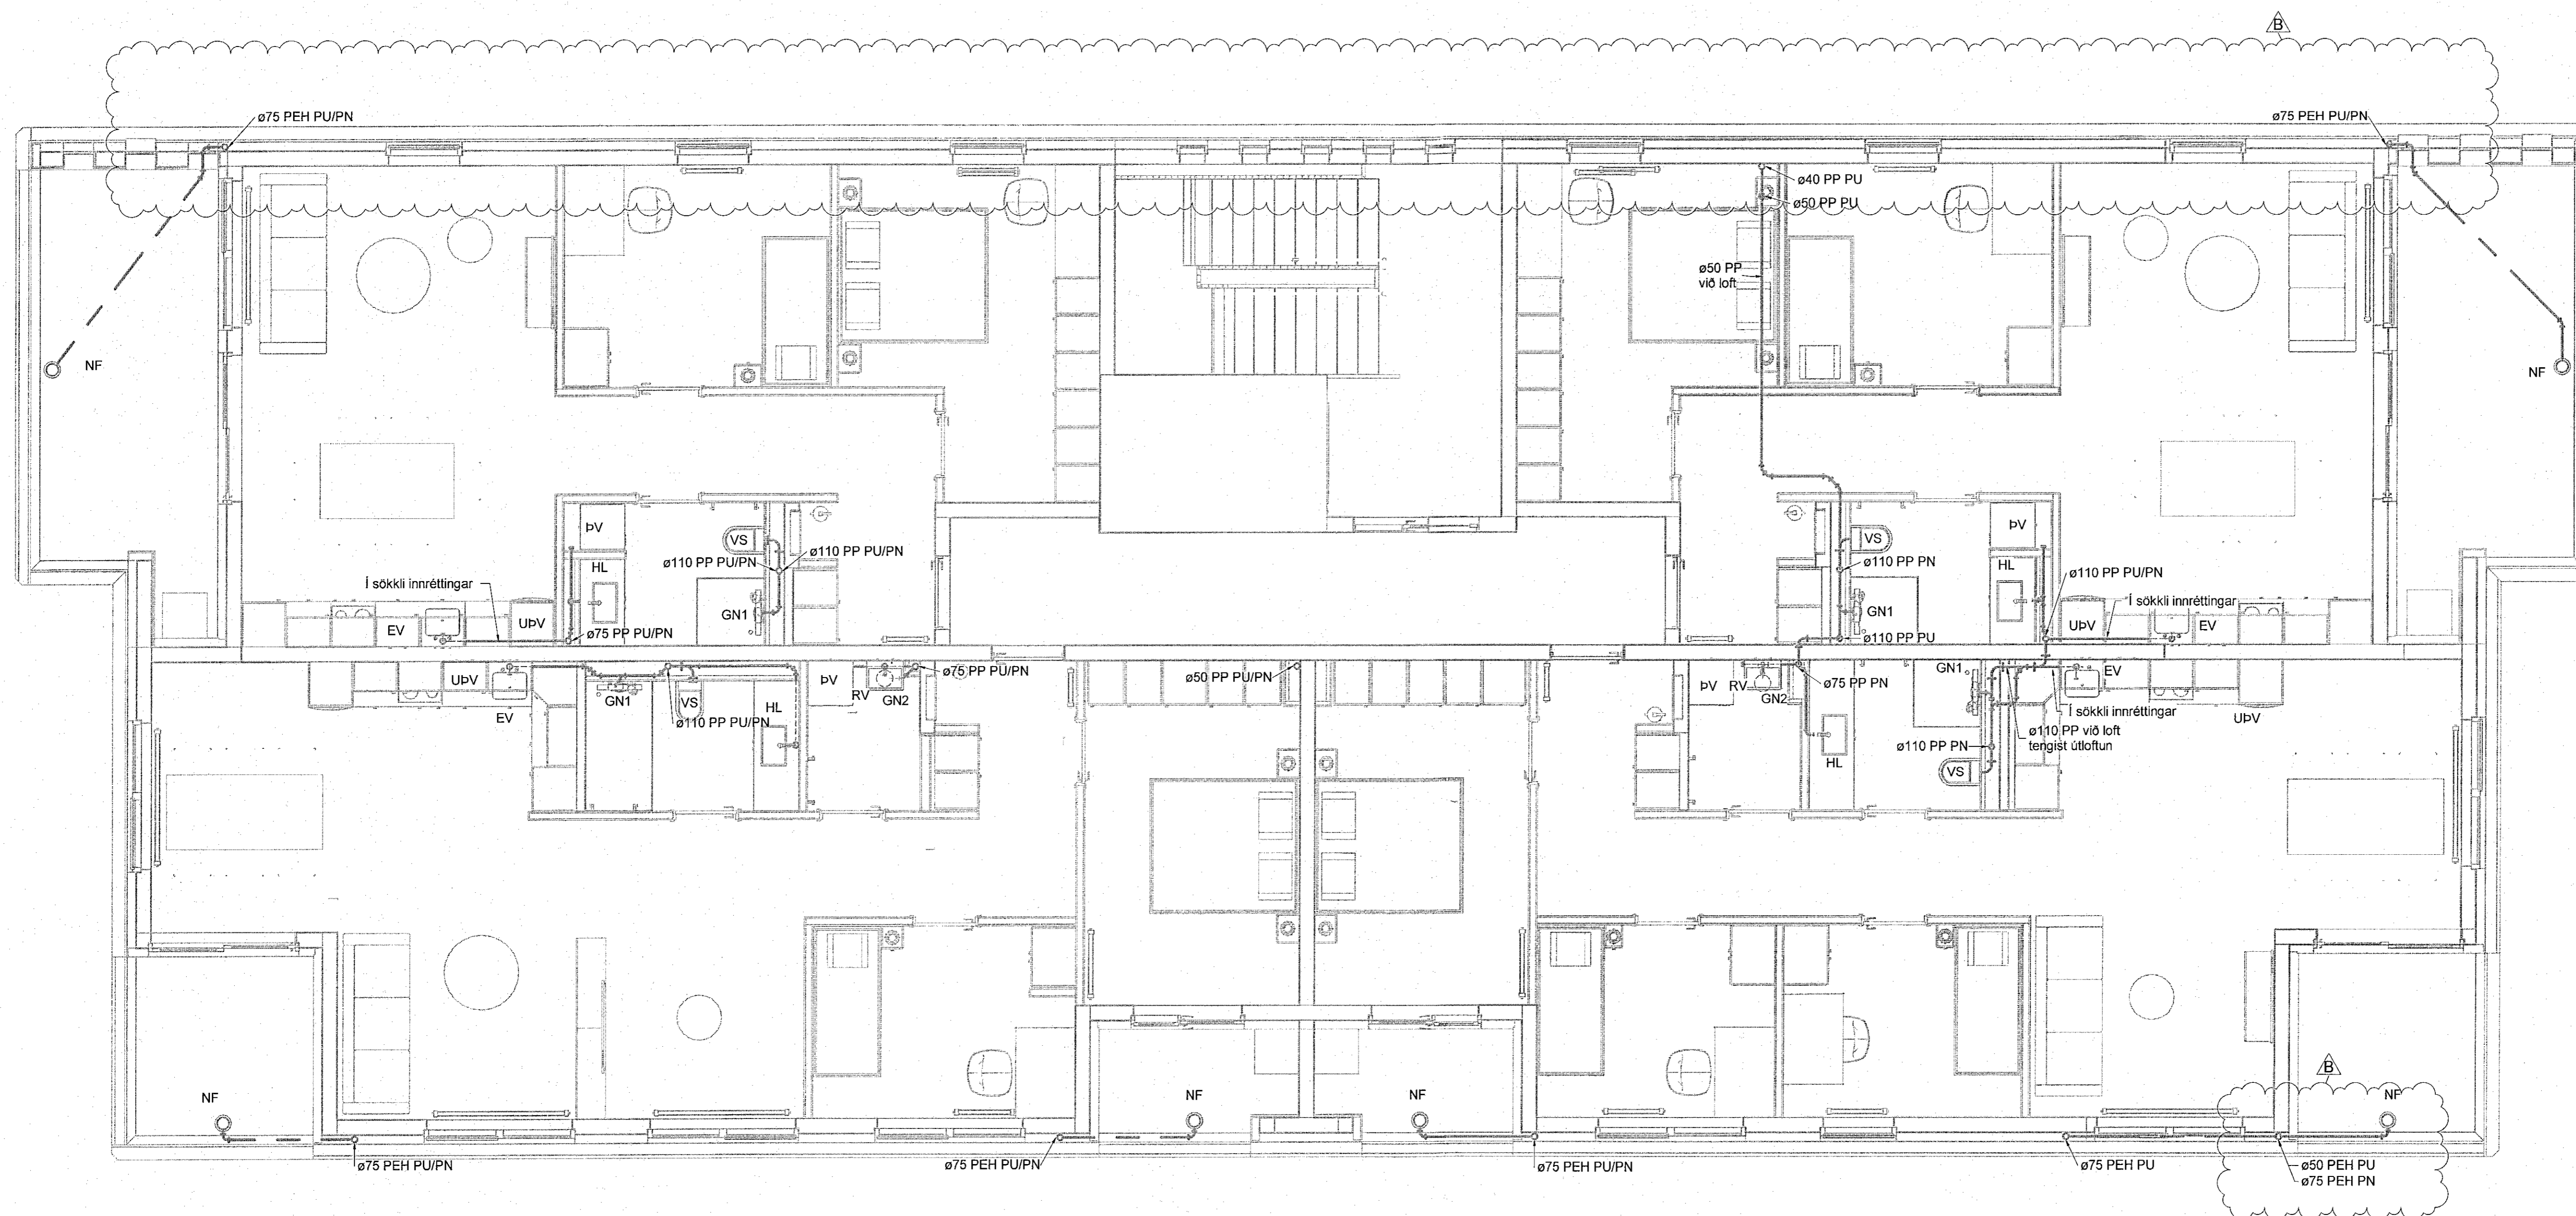 B
ø75 PEH PU/PN
ø75 PEH PU/PN
ø40 PP PU
ø50 PP PU
ø50 PP
við loft
NF
NF
ÞV
VS
ø110 PP PU/PN
ø110 PP PU/PN
HL
Í sökkli innréttingar
GN1
EV
UÞV
ø75 PP PU/PN
VS
ÞV
ø110 PP PN
HL
ø110 PP PU/PN
GN1
Í sökkli innréttingar
UÞV
EV
ø110 PP PU
UÞV
EV
GN1
VS
ø110 PP PU/PN
HL
ÞV
RV
GN2
ø75 PP PU/PN
ø50 PP PU/PN
ÞV
RV
GN2
ø75 PP PN
HL
GN1
EV
Í sökkli innréttingar
UÞV
ø110 PP við loft
tengist útloftun
ø110 PP PN
VS
B
NF
NF
NF
NF
ø75 PEH PU/PN
ø75 PEH PU/PN
ø75 PEH PU/PN
ø75 PEH PU
ø50 PEH PU
ø75 PEH PN